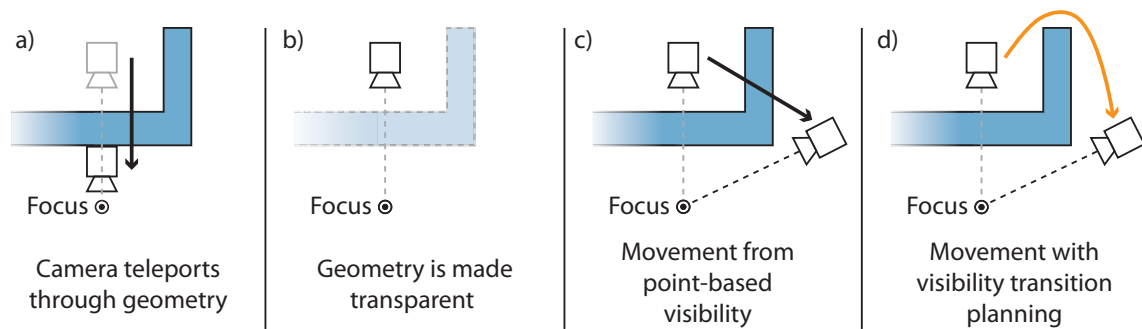 a)
Focus
Camera teleports
through geometry
b)
Focus
Geometry is made
transparent
c)
Focus
Movement from
point-based
visibility
d)
Focus
Movement with
visibility transition
planning